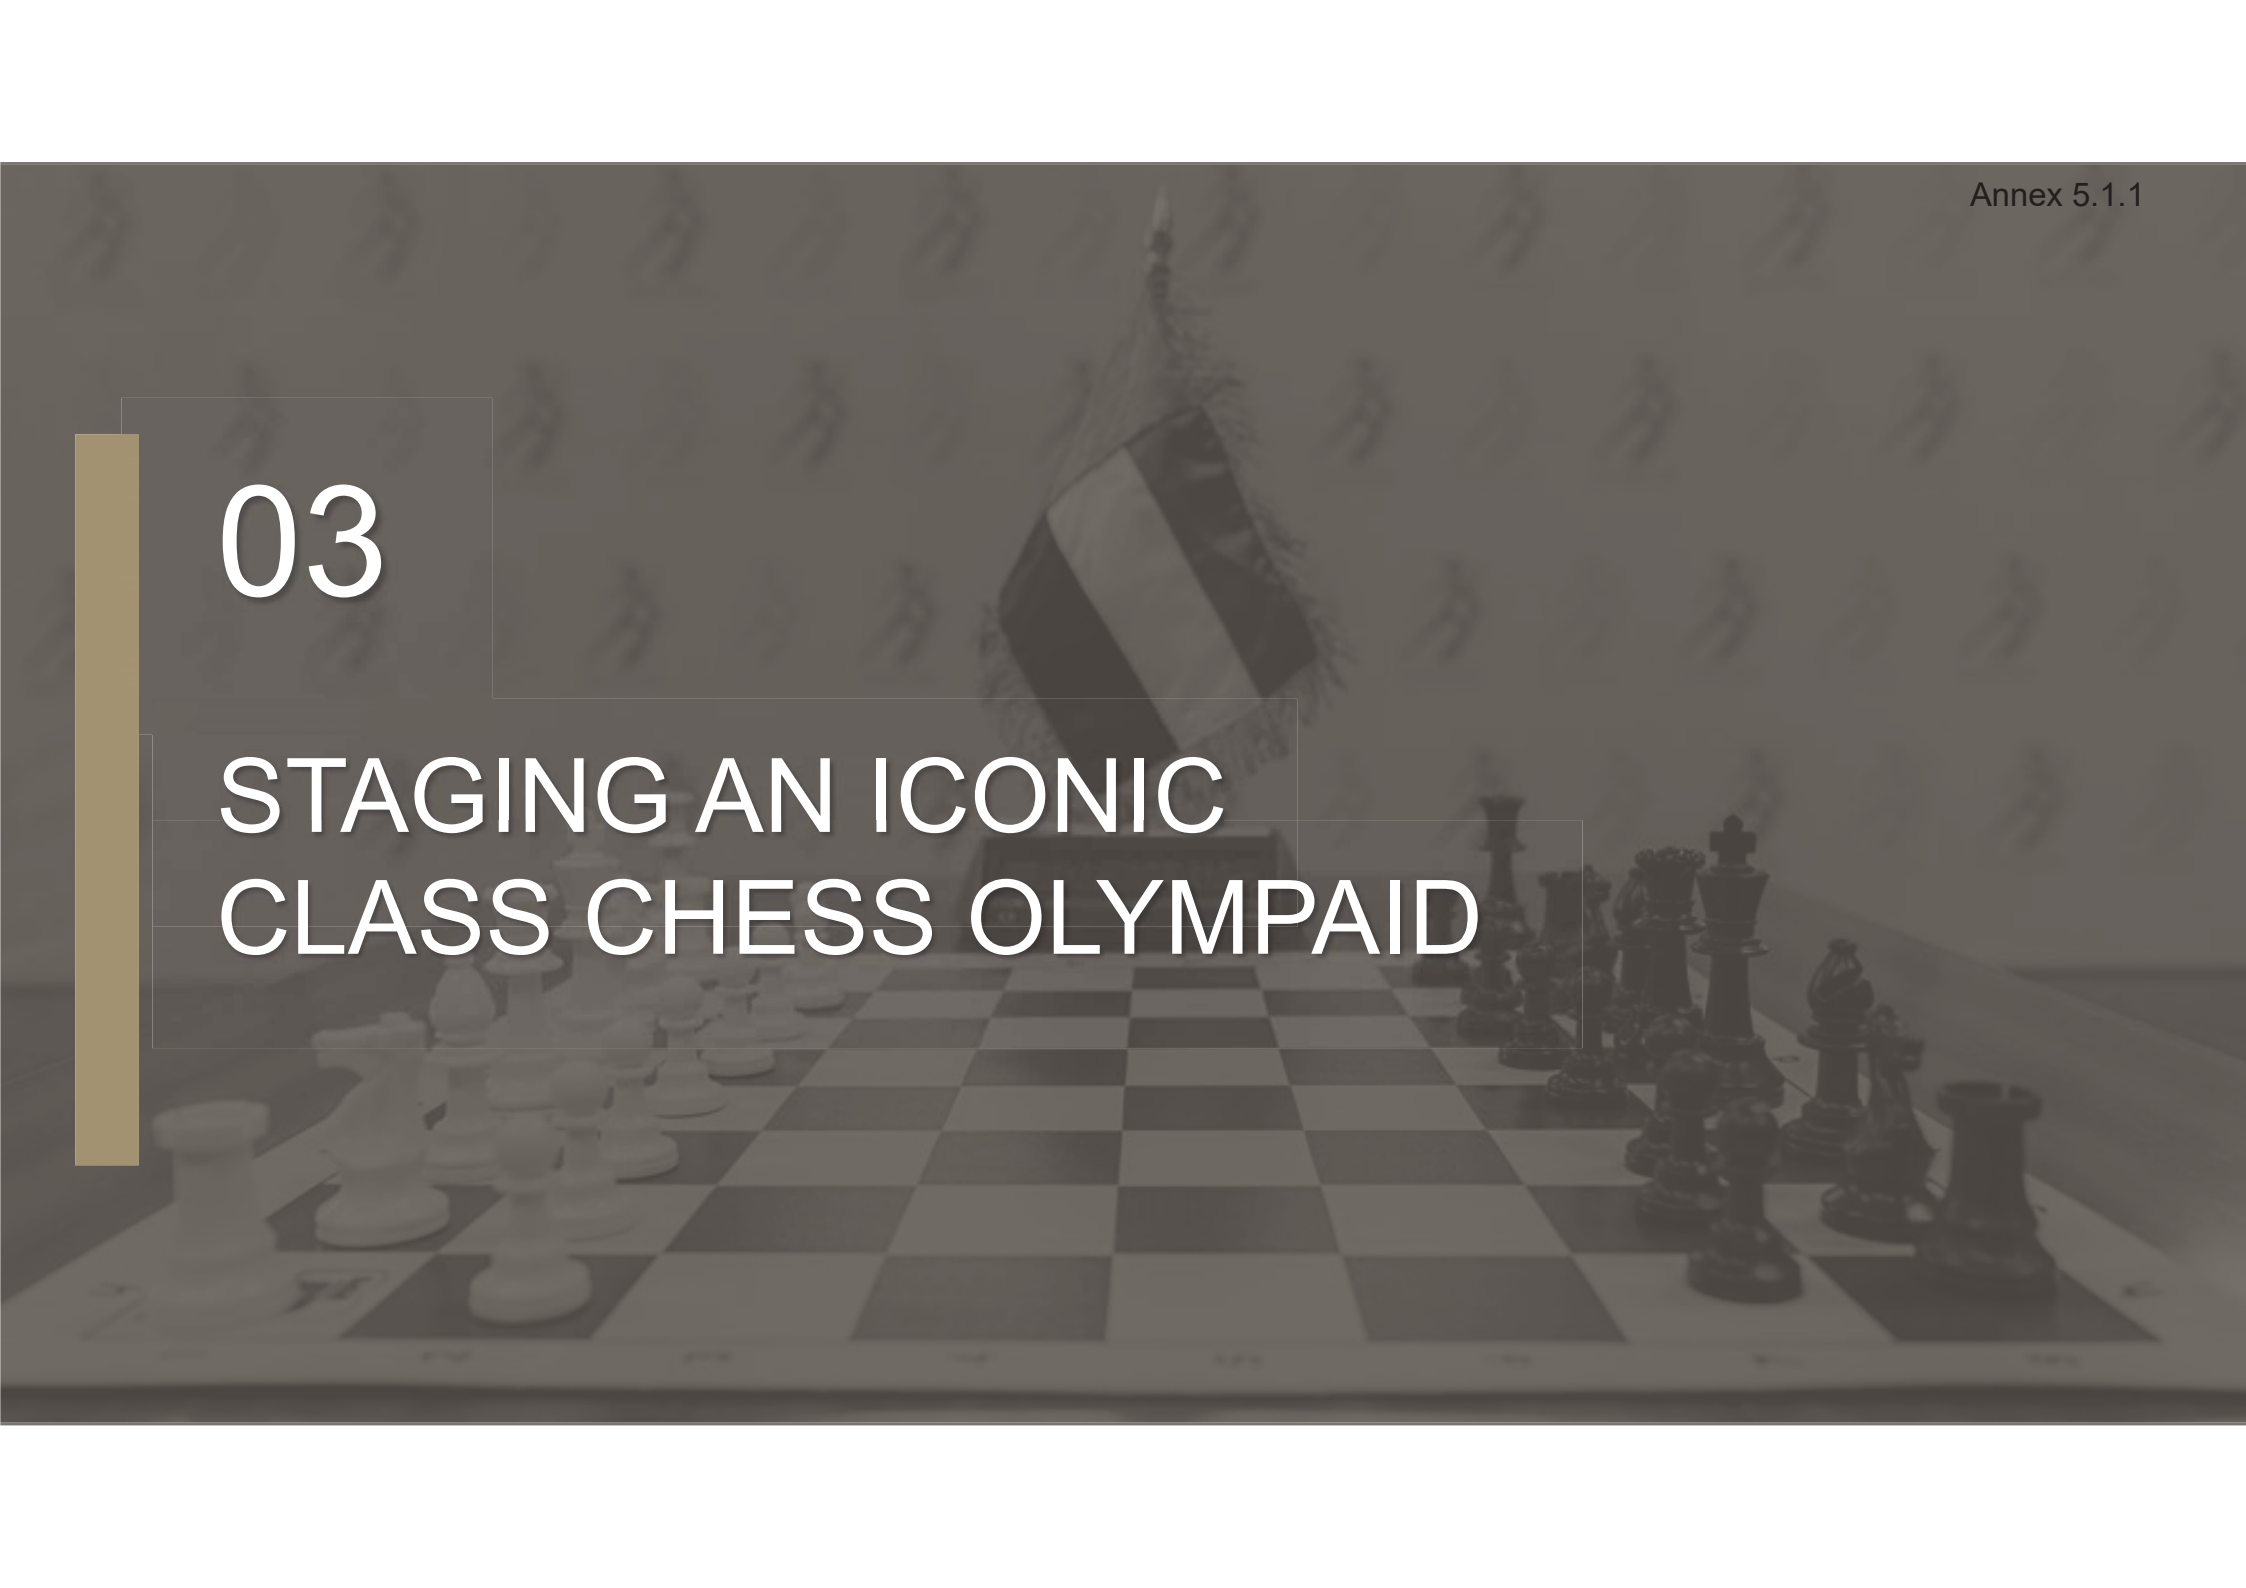 Annex 5.1.1
03
STAGING AN ICONIC
CLASS CHESS OLYMPAID